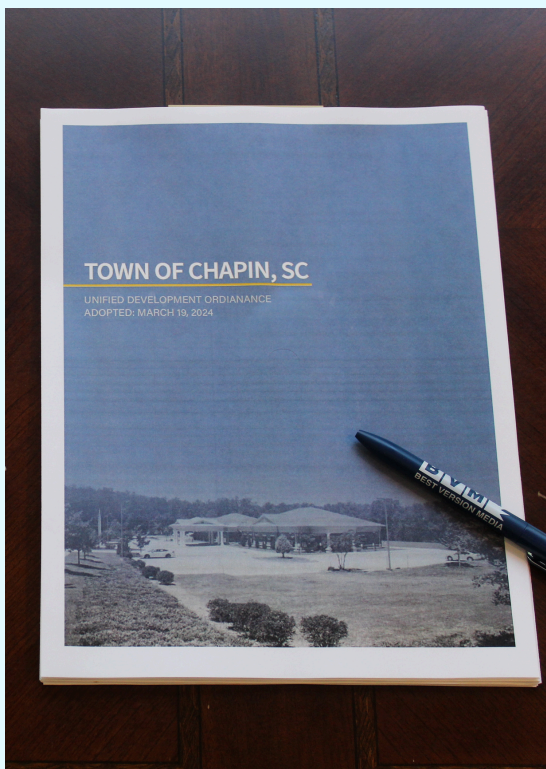 TOWN OF CHAPIN, SC
UNIFIED DEVELOPMENT ORDIANANCE
ADOPTED: MARCH 19, 2024
BVM
BEST VERSION MEDIA